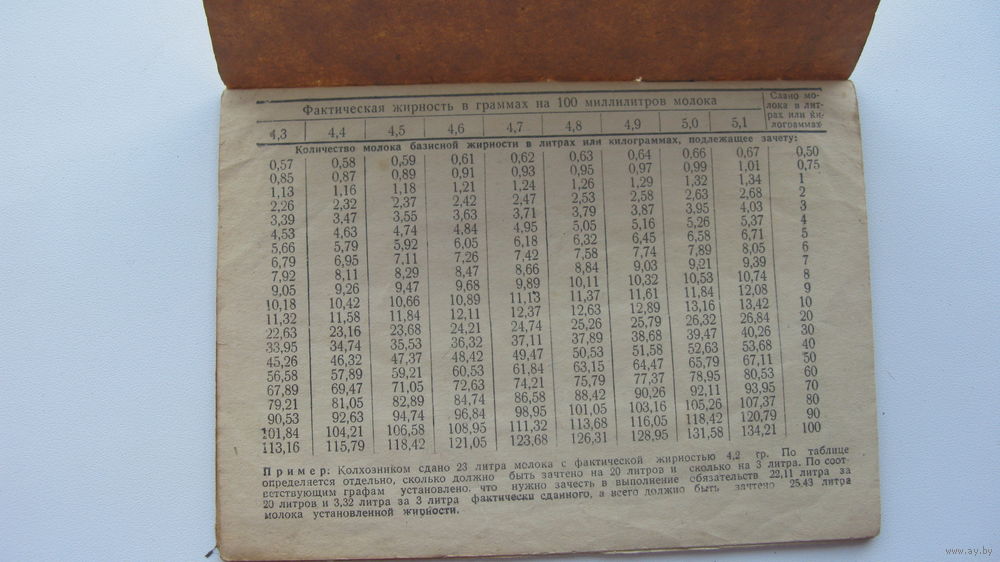 Фактическая жирность в граммах на 100 миллилитров молока
Сдано мо-
лока в лит-
рах или ки-
лограммах
4,3 4,4 4,5 4,6 4,7 4,8 4,9 5,0 5,1
Количество молока базисной жирности в литрах или килограммах, подлежащее зачету:
0,57 0,58 0,59 0,61 0,62 0,63 0,64 0,66 0,67 0,50
0,85 0,87 0,89 0,91 0,93 0,95 0,97 0,99 1,01 0,75
1,13 1,16 1,18 1,21 1,24 1,26 1,29 1,32 1,34 1
2,26 2,32 2,37 2,42 2,47 2,53 2,58 2,63 2,68 2
3,39 3,47 3,55 3,63 3,71 3,79 3,87 3,95 4,03 3
4,53 4,63 4,74 4,84 4,95 5,05 5,16 5,26 5,37 4
5,66 5,79 5,92 6,05 6,18 6,32 6,45 6,58 6,71 5
6,79 6,95 7,11 7,26 7,42 7,58 7,74 7,89 8,05 6
7,92 8,11 8,29 8,47 8,66 8,84 9,03 9,21 9,39 7
9,05 9,26 9,47 9,68 9,89 10,11 10,32 10,53 10,74 8
10,18 10,42 10,66 10,89 11,13 11,37 11,61 11,84 12,08 9
11,32 11,58 11,84 12,11 12,37 12,63 12,89 13,16 13,42 10
22,63 23,16 23,68 24,21 24,74 25,26 25,79 26,32 26,84 20
33,95 34,74 35,53 36,32 37,11 37,89 38,68 39,47 40,26 30
45,26 46,32 47,37 48,42 49,47 50,53 51,58 52,63 53,68 40
56,58 57,89 59,21 60,53 61,84 63,15 64,47 65,79 67,11 50
67,89 69,47 71,05 72,63 74,21 75,79 77,37 78,95 80,53 60
79,21 81,05 82,89 84,74 86,58 88,42 90,26 92,11 93,95 70
90,53 92,63 94,74 96,84 98,95 101,05 103,16 105,26 107,37 80
101,84 104,21 106,58 108,95 111,32 113,68 116,05 118,42 120,79 90
113,16 115,79 118,42 121,05 123,68 126,31 128,95 131,58 134,21 100
Пример: Колхозником сдано 23 литра молока с фактической жирностью 4,2 гр. По таблице
определяется отдельно, сколько должно быть зачтено на 20 литров и сколько на 3 литра. По соот-
ветствующим графам установлено, что нужно зачесть в выполнение обязательств 22,11 литра за
20 литров и 3,32 литра за 3 литра фактически сданного, а всего должно быть зачтено 25,43 литра
молока установленной жирности.
www.ay.by